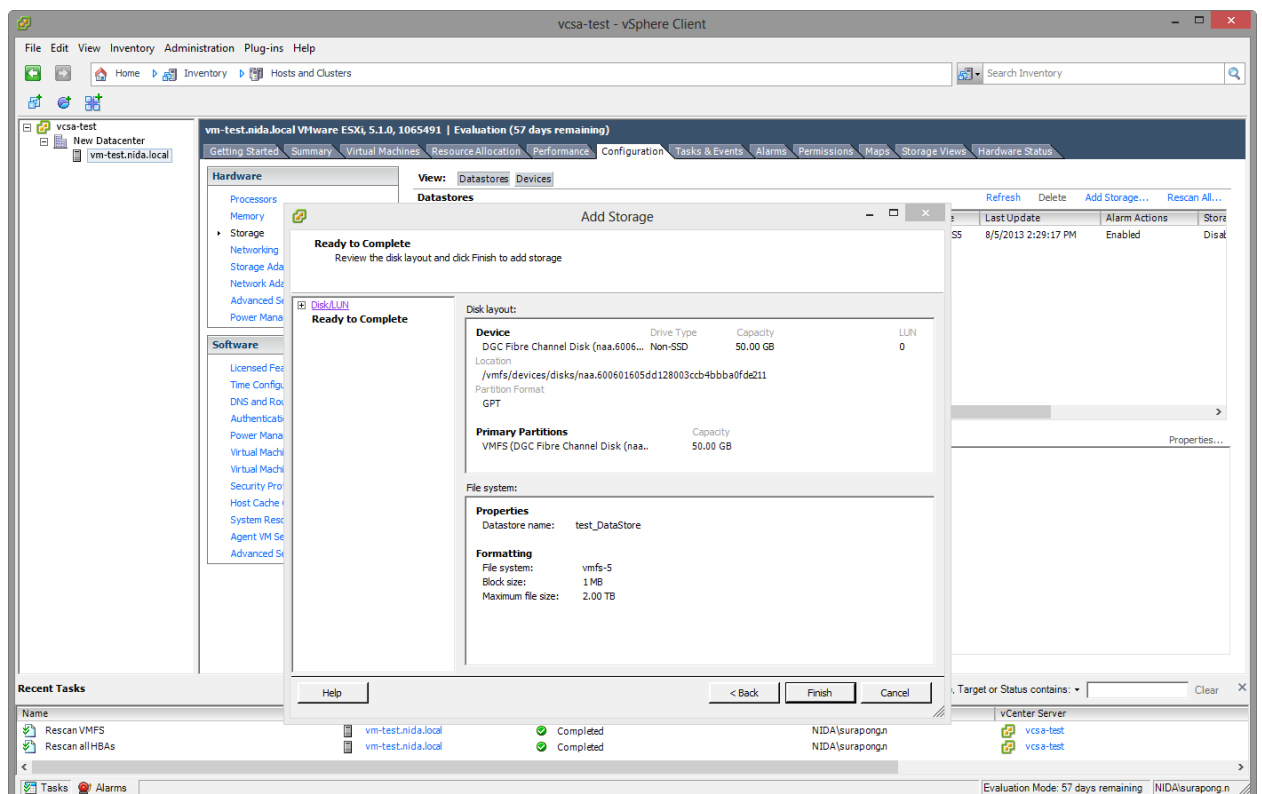 vcsa-test - vSphere Client
File Edit View Inventory Administration Plug-ins Help
Home Inventory Hosts and Clusters
Search Inventory
vcsa-test
New Datacenter
vm-test.nida.local
vm-test.nida.local VMware ESXi, 5.1.0, 1065491 | Evaluation (57 days remaining)
Getting Started Summary Virtual Machines Resource Allocation Performance Configuration Tasks & Events Alarms Permissions Maps Storage Views Hardware Status
Hardware
Processors
Memory
Storage
Networking
Storage Ada
Network Ada
Advanced Se
Power Mana
Software
Licensed Fea
Time Configu
DNS and Rou
Authenticati
Power Mana
Virtual Machi
Virtual Machi
Security Pro
Host Cache
System Reso
Agent VM Se
Advanced Se
View: Datastores Devices
Datastores
Refresh Delete Add Storage... Rescan All...
Last Update Alarm Actions Stora
S5 8/5/2013 2:29:17 PM Enabled Disab
Properties...
Add Storage
Ready to Complete
Review the disk layout and click Finish to add storage
Disk/LUN
Ready to Complete
Disk layout:
Device Drive Type Capacity LUN
DGC Fibre Channel Disk (naa.6006... Non-SSD 50.00 GB 0
Location
/vmfs/devices/disks/naa.600601605dd128003ccb4bbba0fde211
Partition Format
GPT
Primary Partitions Capacity
VMFS (DGC Fibre Channel Disk (naa.. 50.00 GB
File system:
Properties
Datastore name: test_DataStore
Formatting
File system: vmfs-5
Block size: 1 MB
Maximum file size: 2.00 TB
Help < Back Finish Cancel
Recent Tasks
, Target or Status contains: Clear
Name vCenter Server
Rescan VMFS vm-test.nida.local Completed NIDA\surapong.n vcsa-test
Rescan all HBAs vm-test.nida.local Completed NIDA\surapong.n vcsa-test
Tasks Alarms
Evaluation Mode: 57 days remaining NIDA\surapong.n